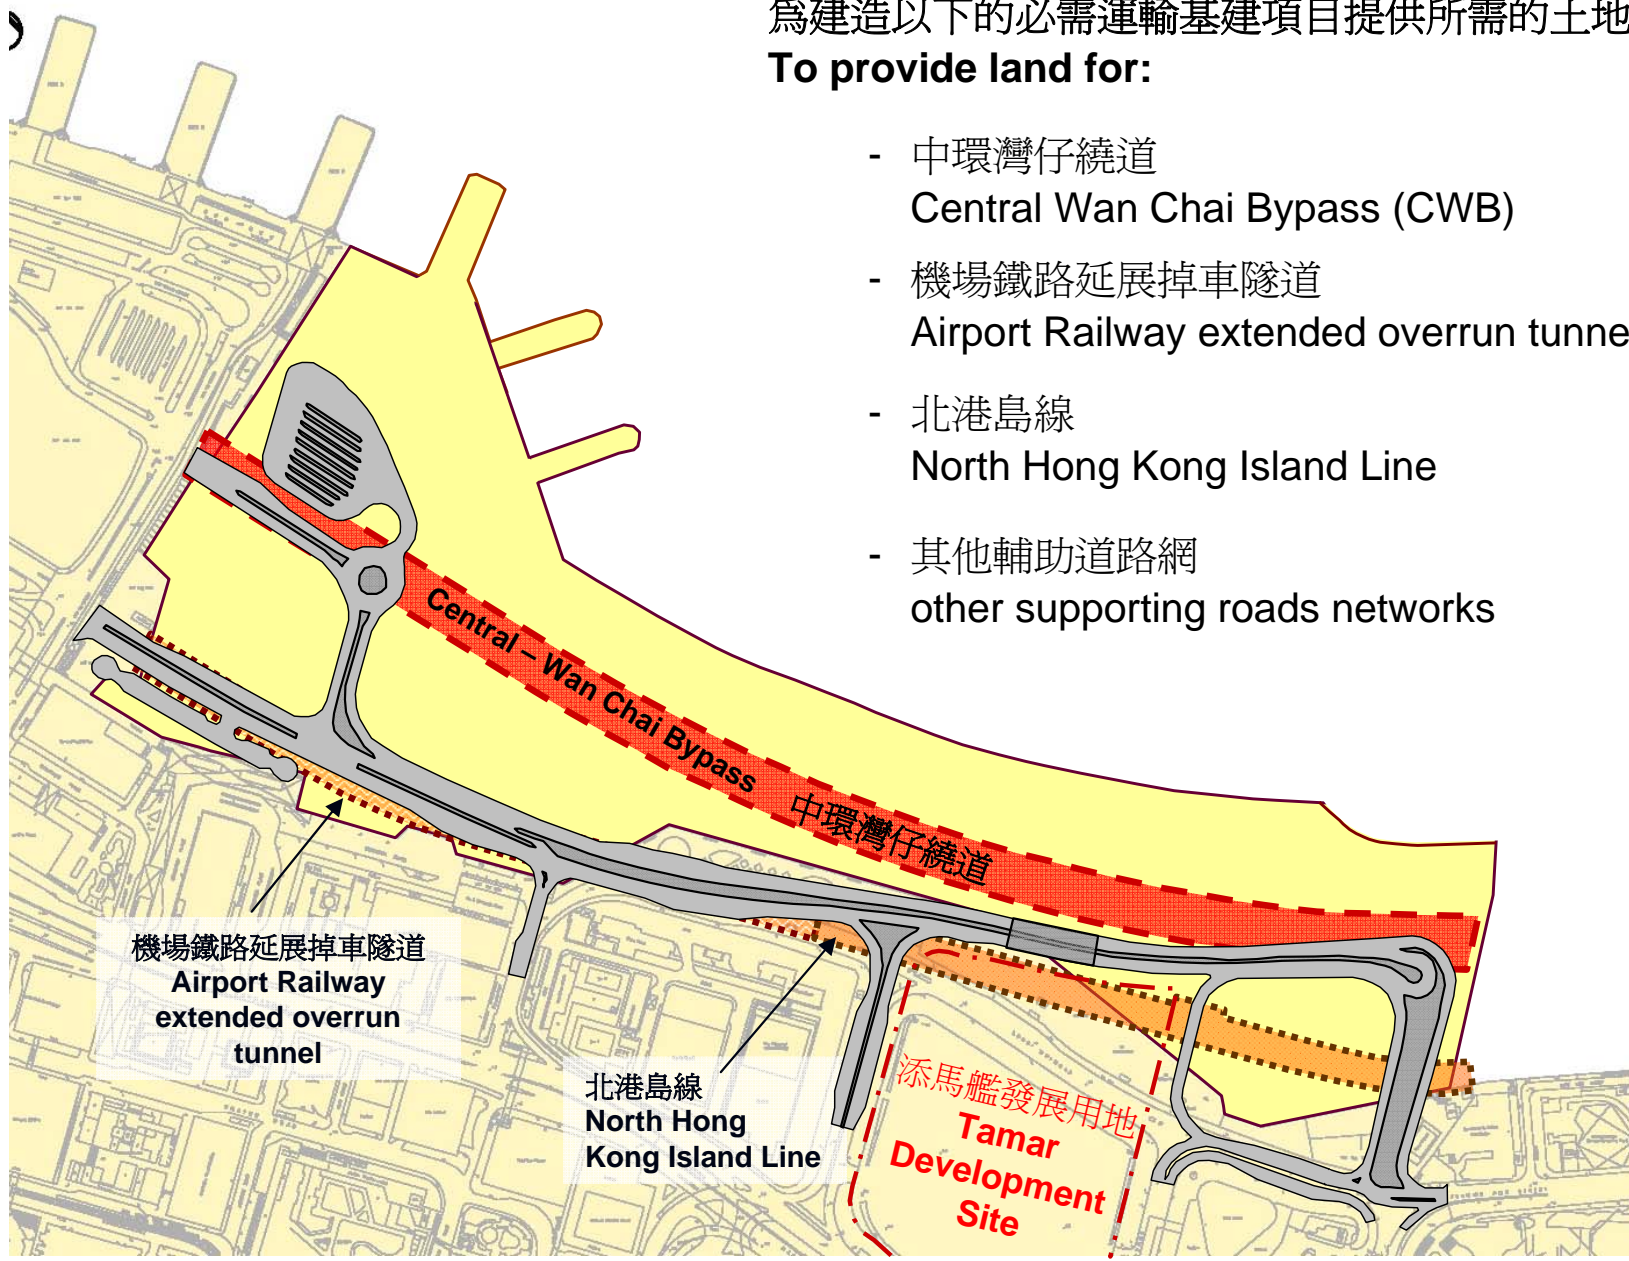 為建造以下的必需運輸基建項目提供所需的土地
To provide land for:
- 中環灣仔繞道
Central Wan Chai Bypass (CWB)
- 機場鐵路延展掉車隧道
Airport Railway extended overrun tunne
- 北港島線
North Hong Kong Island Line
- 其他輔助道路網
other supporting roads networks
Central – Wan Chai Bypass 中環灣仔繞道
機場鐵路延展掉車隧道
Airport Railway
extended overrun
tunnel
北港島線
North Hong
Kong Island Line
添馬艦發展用地
Tamar
Development
Site